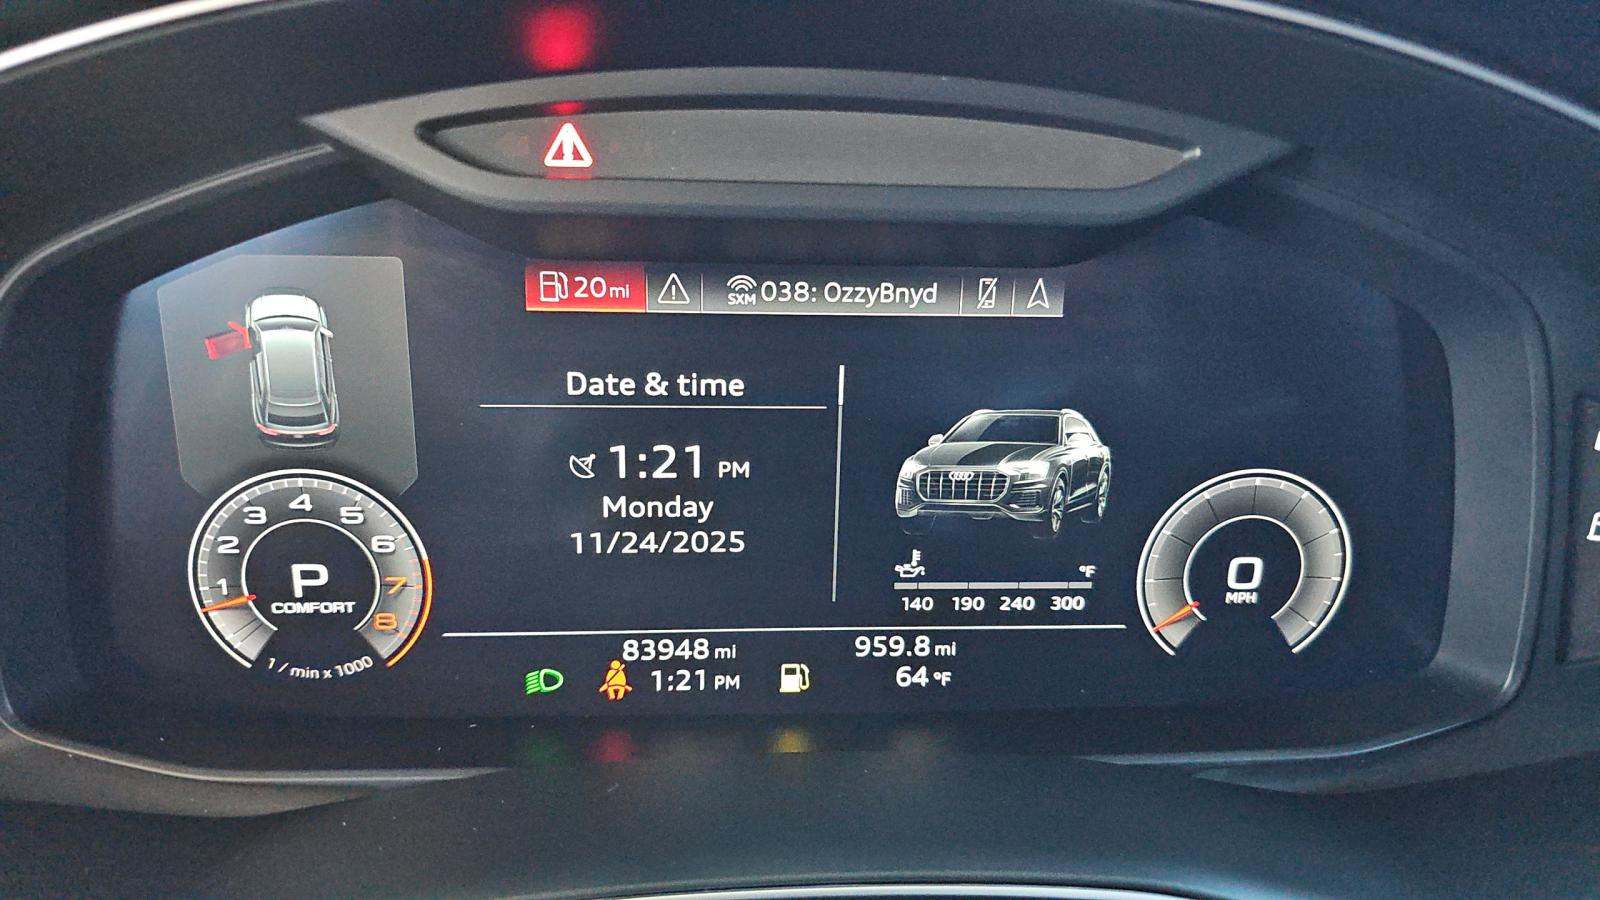 20 mi
SXM 038: OzzyBnyd
Date & time
1:21 PM
Monday
11/24/2025
1 2 3 4 5 6 7 8
P
COMFORT
1 / min x 1000
°F
140 190 240 300
0
MPH
83948 mi 959.8 mi
1:21 PM 64 °F